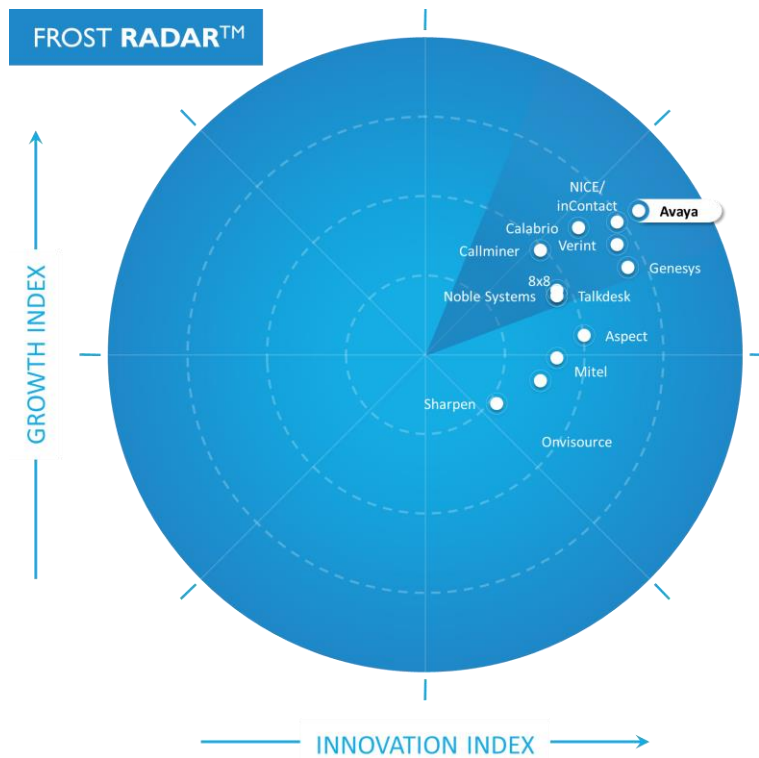 FROST RADAR™
GROWTH INDEX
NICE/
inContact
Avaya
Calabrio
Callminer
Verint
Genesys
8x8
Noble Systems
Talkdesk
Aspect
Mitel
Sharpen
Onvisource
INNOVATION INDEX